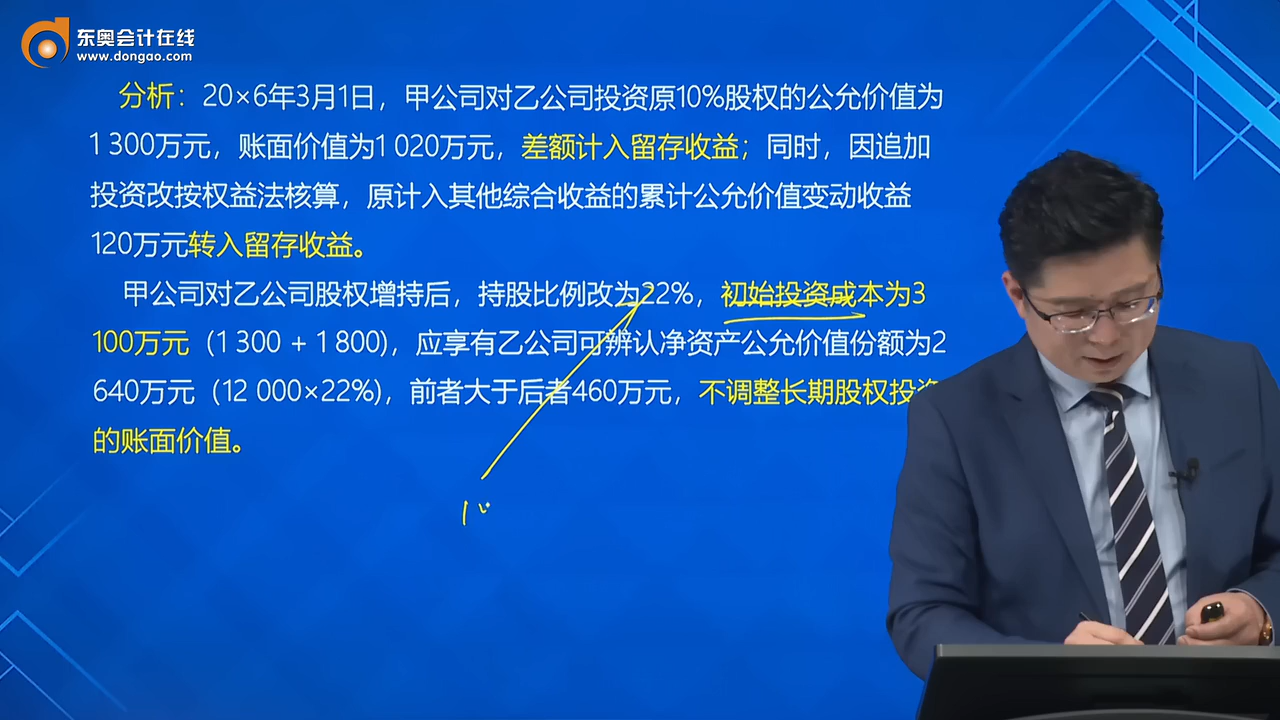 东奥会计在线
www.dongao.com
分析：20×6年3月1日，甲公司对乙公司投资原10%股权的公允价值为
1 300万元，账面价值为1 020万元，差额计入留存收益；同时，因追加
投资改按权益法核算，原计入其他综合收益的累计公允价值变动收益
120万元转入留存收益。
甲公司对乙公司股权增持后，持股比例改为22%，初始投资成本为3
100万元（1 300 + 1 800），应享有乙公司可辨认净资产公允价值份额为2
640万元（12 000×22%），前者大于后者460万元，不调整长期股权投资
的账面价值。